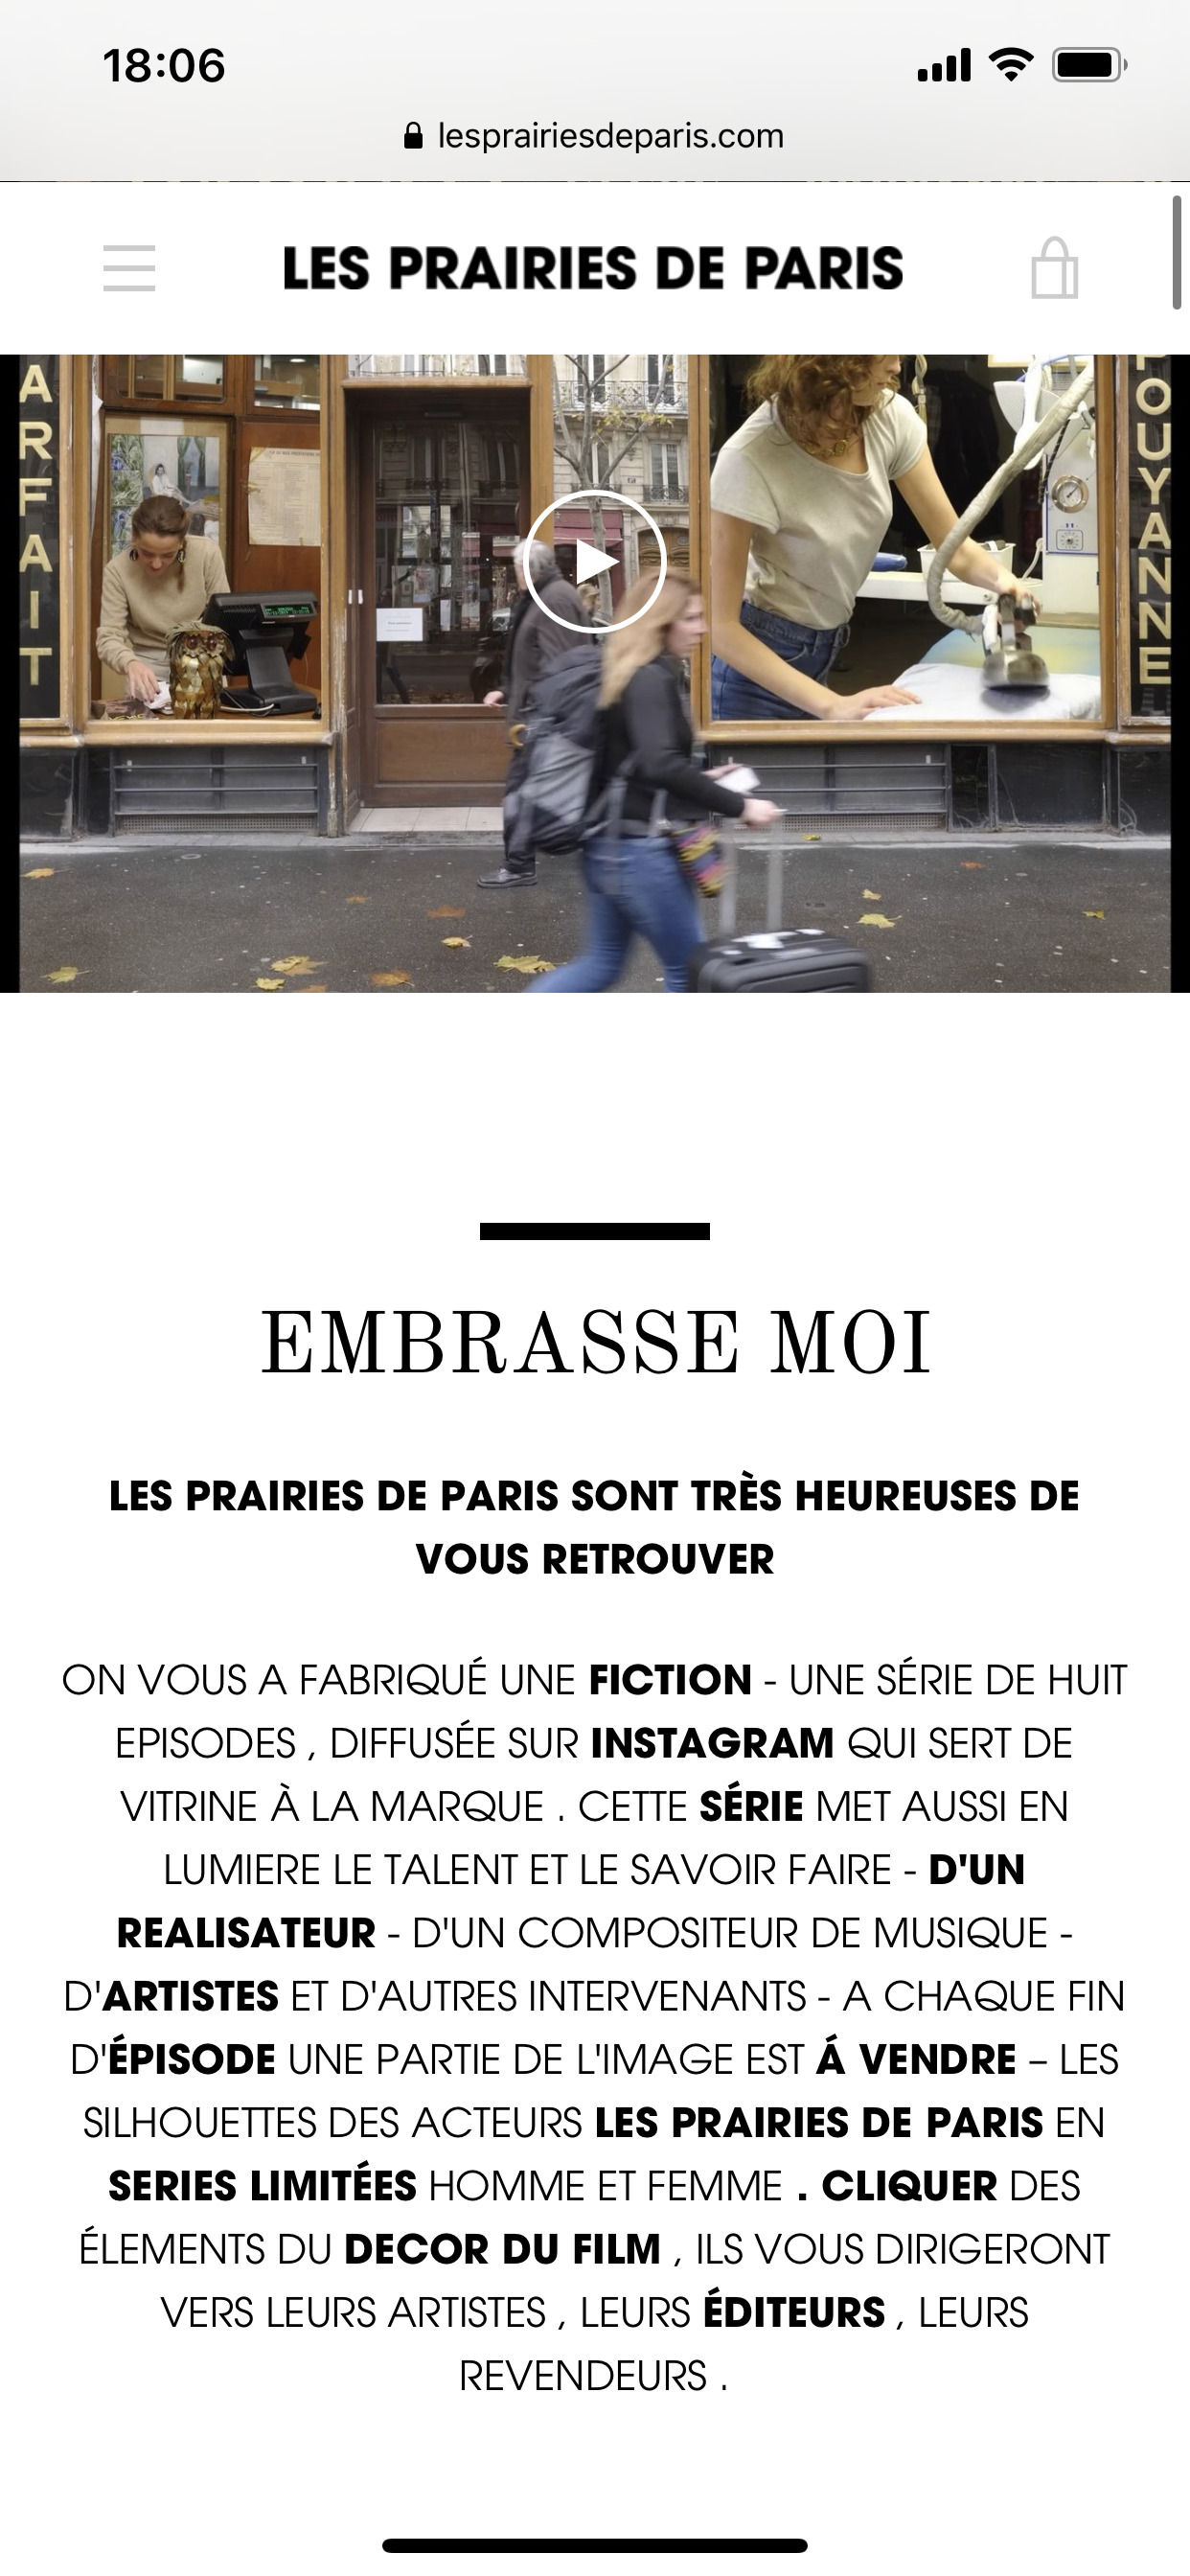 18:06
lesprairiesdeparis.com
LES PRAIRIES DE PARIS
ARFAIT
POUYANNE
EMBRASSE MOI
LES PRAIRIES DE PARIS SONT TRÈS HEUREUSES DE
VOUS RETROUVER
ON VOUS A FABRIQUÉ UNE FICTION - UNE SÉRIE DE HUIT
EPISODES , DIFFUSÉE SUR INSTAGRAM QUI SERT DE
VITRINE À LA MARQUE . CETTE SÉRIE MET AUSSI EN
LUMIERE LE TALENT ET LE SAVOIR FAIRE - D'UN
REALISATEUR - D'UN COMPOSITEUR DE MUSIQUE -
D'ARTISTES ET D'AUTRES INTERVENANTS - A CHAQUE FIN
D'ÉPISODE UNE PARTIE DE L'IMAGE EST Á VENDRE – LES
SILHOUETTES DES ACTEURS LES PRAIRIES DE PARIS EN
SERIES LIMITÉES HOMME ET FEMME . CLIQUER DES
ÉLEMENTS DU DECOR DU FILM , ILS VOUS DIRIGERONT
VERS LEURS ARTISTES , LEURS ÉDITEURS , LEURS
REVENDEURS .